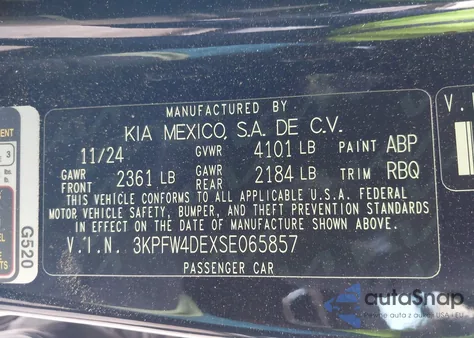 MANUFACTURED BY
KIA MEXICO, S.A. DE C.V.
11/24 GVWR 4101 LB PAINT ABP
GAWR FRONT 2361 LB GAWR REAR 2184 LB TRIM RBQ
THIS VEHICLE CONFORMS TO ALL APPLICABLE U.S.A. FEDERAL
MOTOR VEHICLE SAFETY, BUMPER, AND THEFT PREVENTION STANDARDS
IN EFFECT ON THE DATE OF MANUFACTURE SHOWN ABOVE.
V.I.N. 3KPFW4DEXSE065857
PASSENGER CAR
G520
3
V.
autoSnap